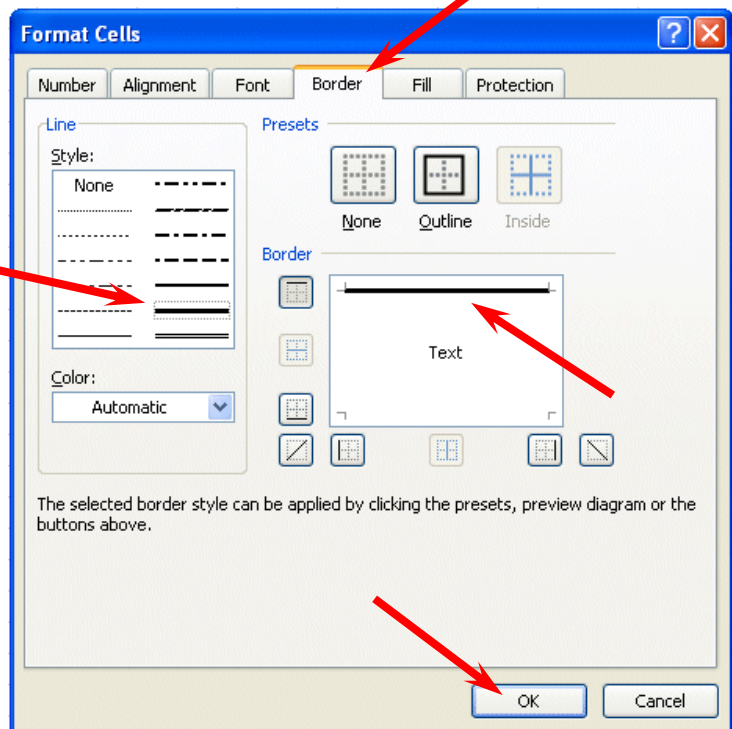 Format Cells
Number Alignment Font Border Fill Protection
Line
Style:
None
Color:
Automatic
Presets
None Outline Inside
Border
Text
The selected border style can be applied by clicking the presets, preview diagram or the
buttons above.
OK Cancel